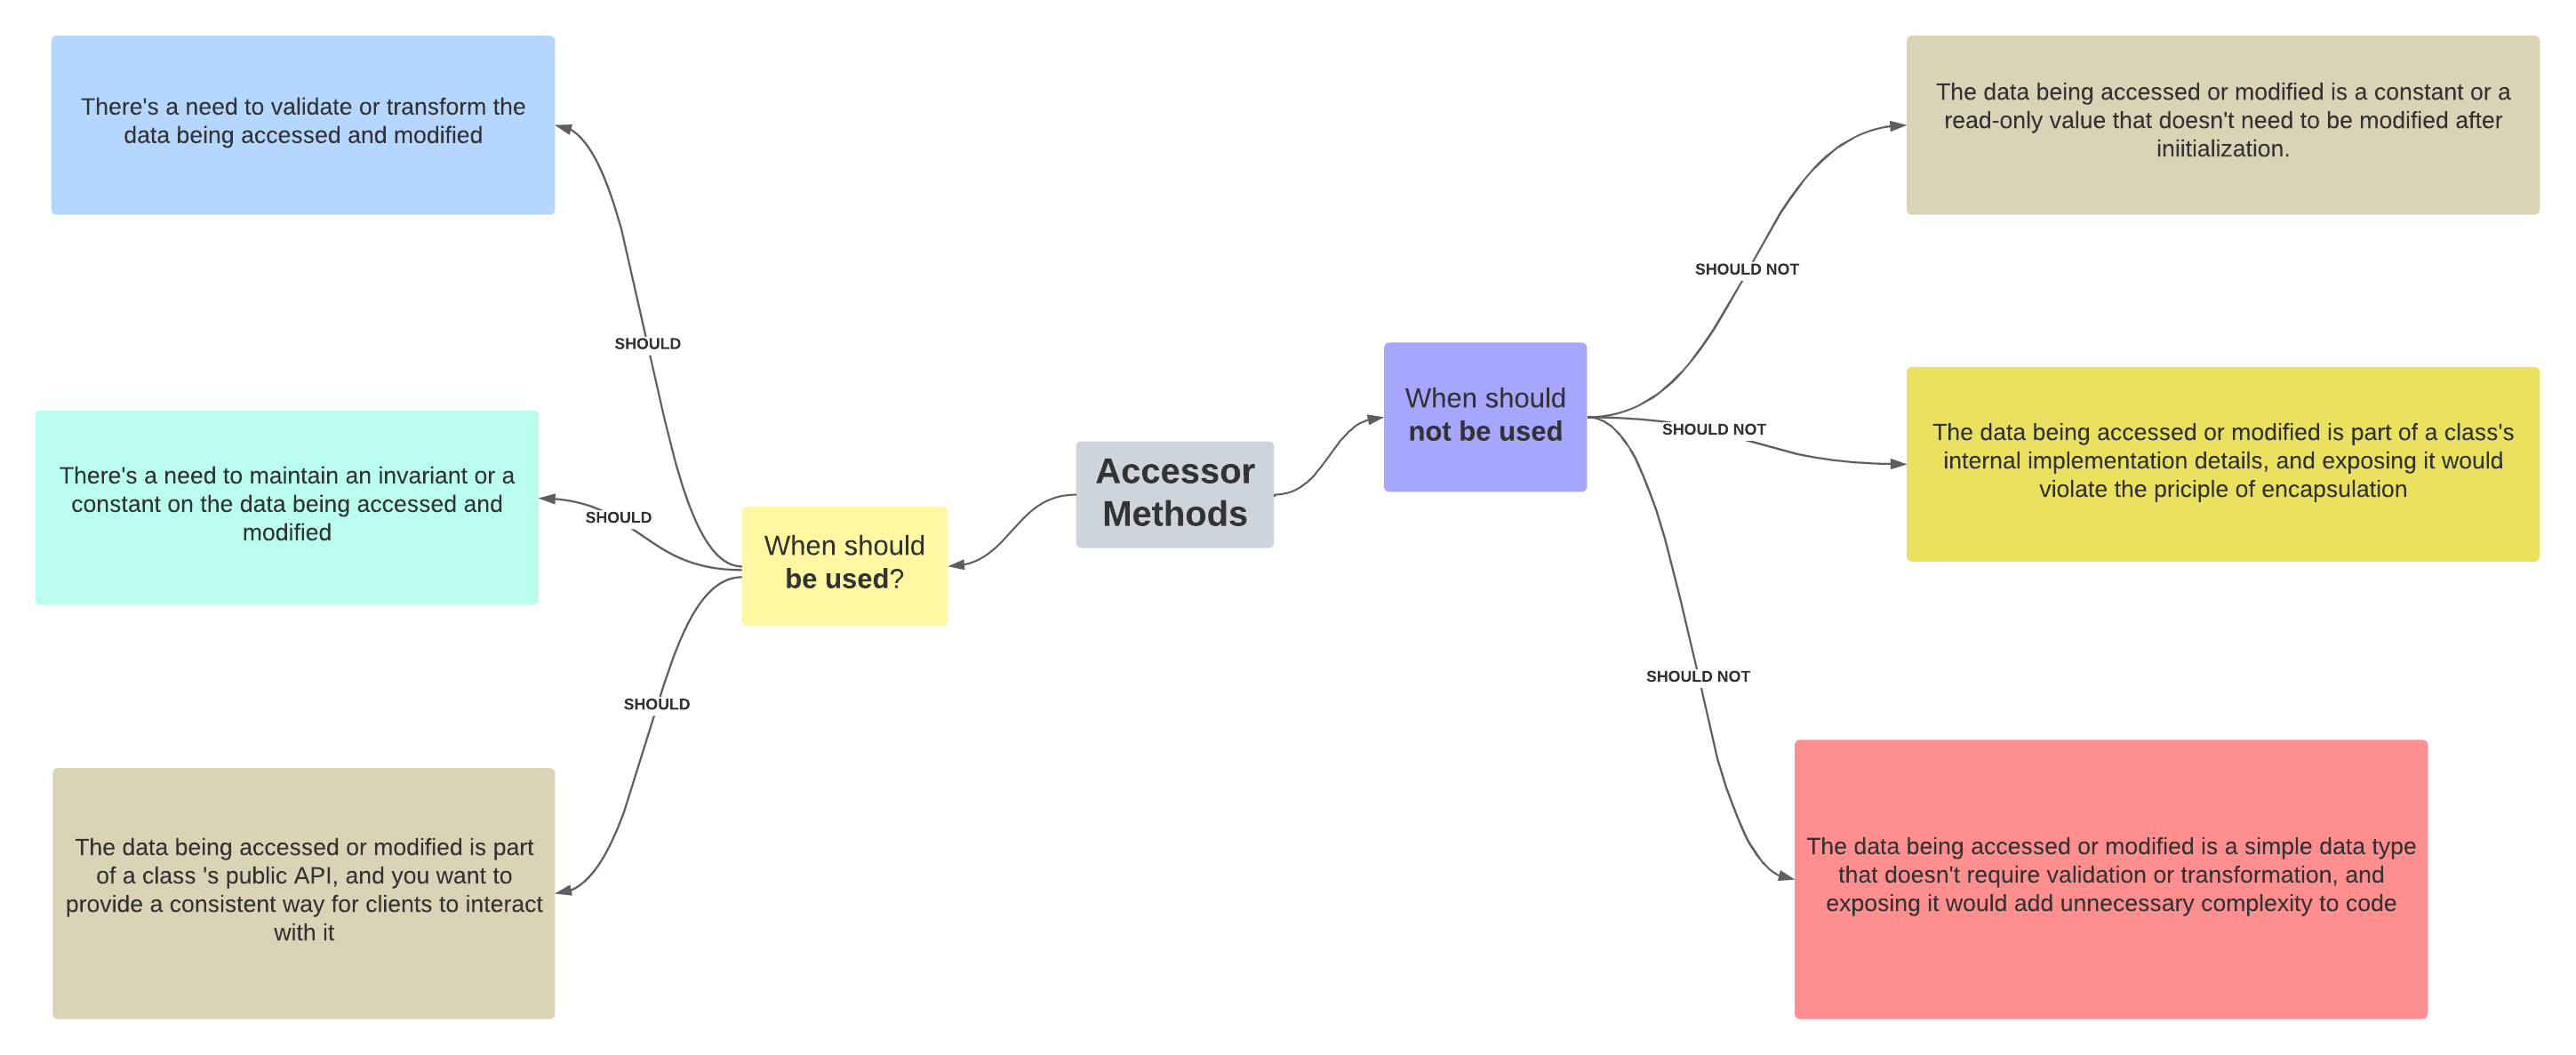 There's a need to validate or transform the
data being accessed and modified
SHOULD
There's a need to maintain an invariant or a
constant on the data being accessed and
modified
SHOULD
The data being accessed or modified is part
of a class 's public API, and you want to
provide a consistent way for clients to interact
with it
SHOULD
When should
be used?
Accessor
Methods
When should
not be used
SHOULD NOT
The data being accessed or modified is a constant or a
read-only value that doesn't need to be modified after
iniitialization.
SHOULD NOT
The data being accessed or modified is part of a class's
internal implementation details, and exposing it would
violate the priciple of encapsulation
SHOULD NOT
The data being accessed or modified is a simple data type
that doesn't require validation or transformation, and
exposing it would add unnecessary complexity to code